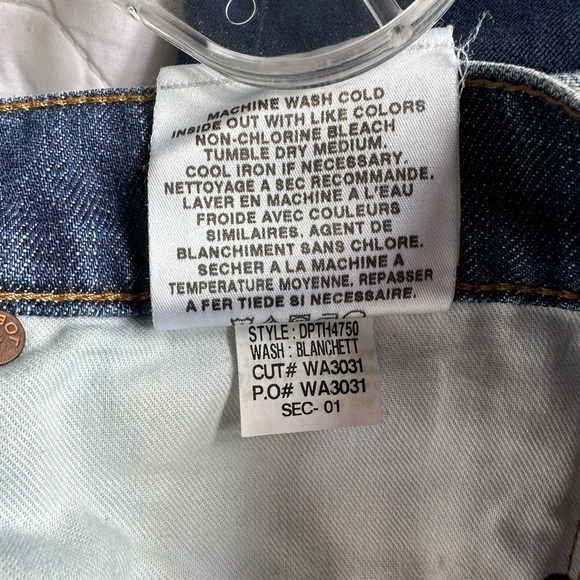 MACHINE WASH COLD
INSIDE OUT WITH LIKE COLORS
NON-CHLORINE BLEACH
TUMBLE DRY MEDIUM.
COOL IRON IF NECESSARY.
NETTOYAGE A SEC RECOMMANDE.
LAVER EN MACHINE A L'EAU
FROIDE AVEC COULEURS
SIMILAIRES. AGENT DE
BLANCHIMENT SANS CHLORE.
SECHER A LA MACHINE A
TEMPERATURE MOYENNE. REPASSER
A FER TIEDE SI NECESSAIRE.
STYLE : DPTH4750
WASH : BLANCHETT
CUT# WA3031
P.O# WA3031
SEC- 01